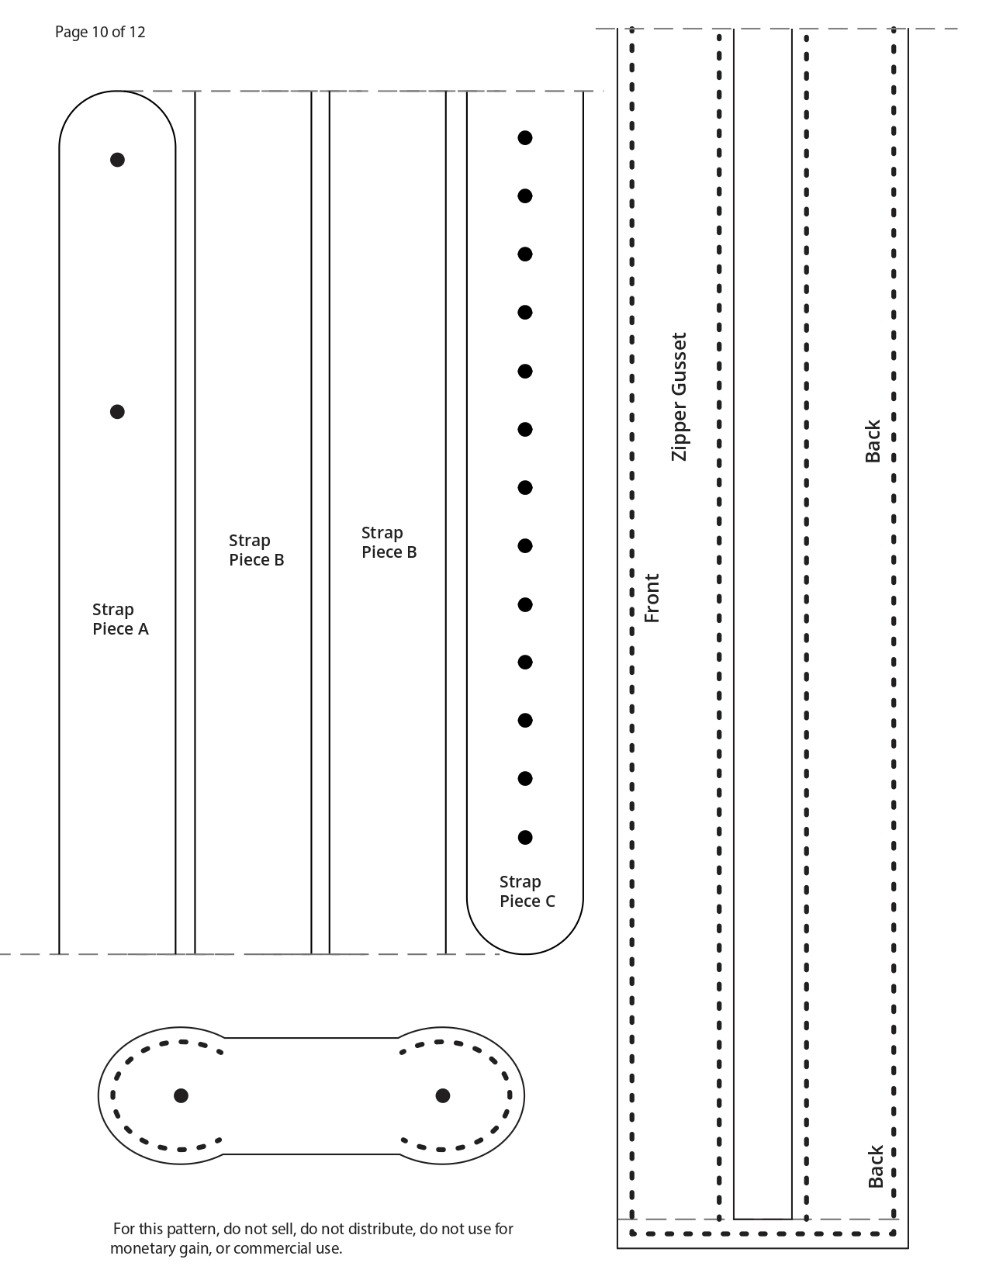 Page 10 of 12
Zipper Gusset
Back
Strap
Piece B
Strap
Piece B
Front
Strap
Piece A
Strap
Piece C
Back
For this pattern, do not sell, do not distribute, do not use for
monetary gain, or commercial use.